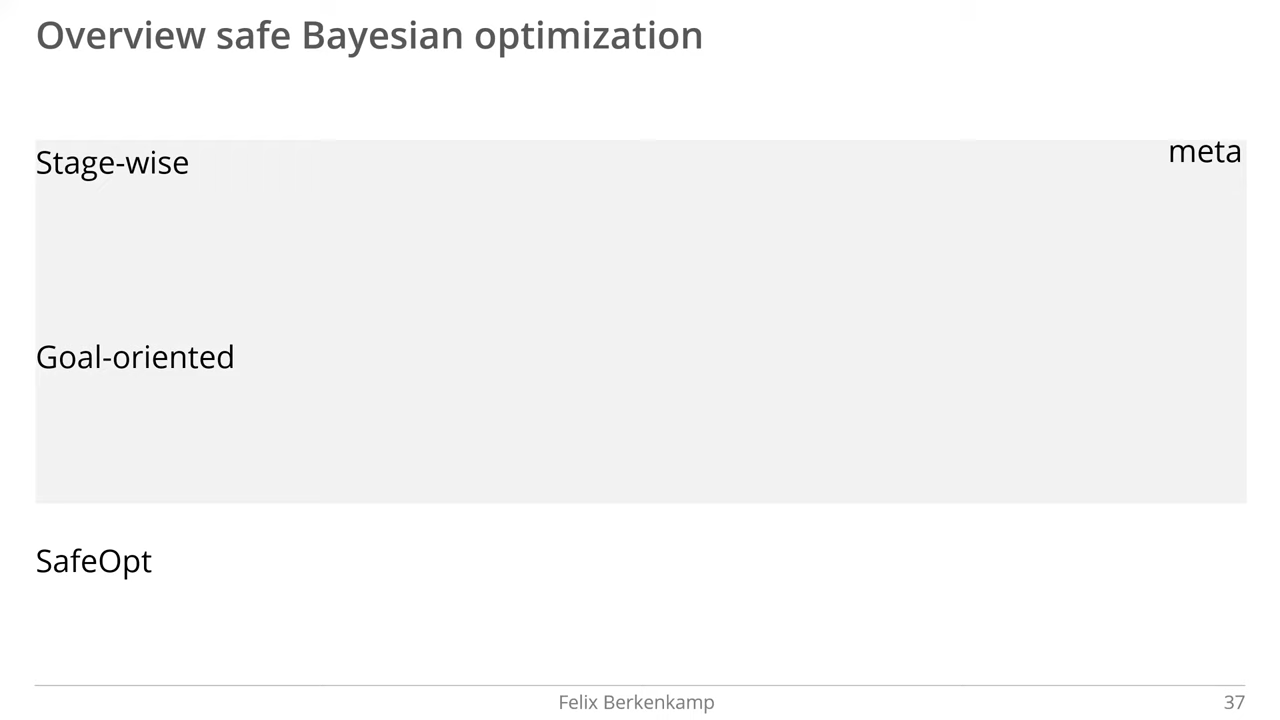 Overview safe Bayesian optimization
Stage-wise
meta
Goal-oriented
SafeOpt
Felix Berkenkamp
37